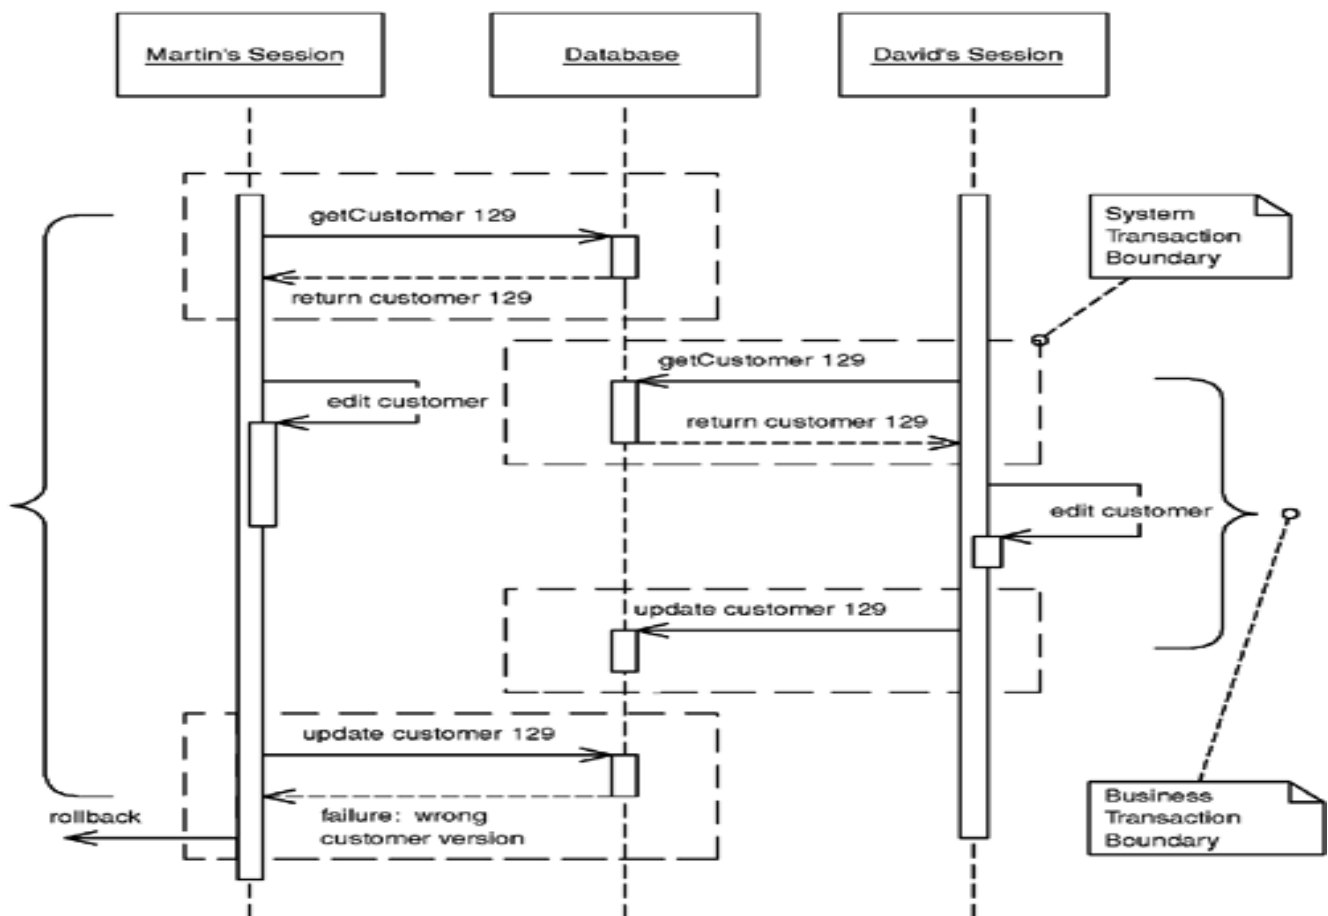 Martin's Session
Database
David's Session
getCustomer 129
return customer 129
System
Transaction
Boundary
getCustomer 129
edit customer
return customer 129
edit customer
update customer 129
update customer 129
failure: wrong
customer version
rollback
Business
Transaction
Boundary